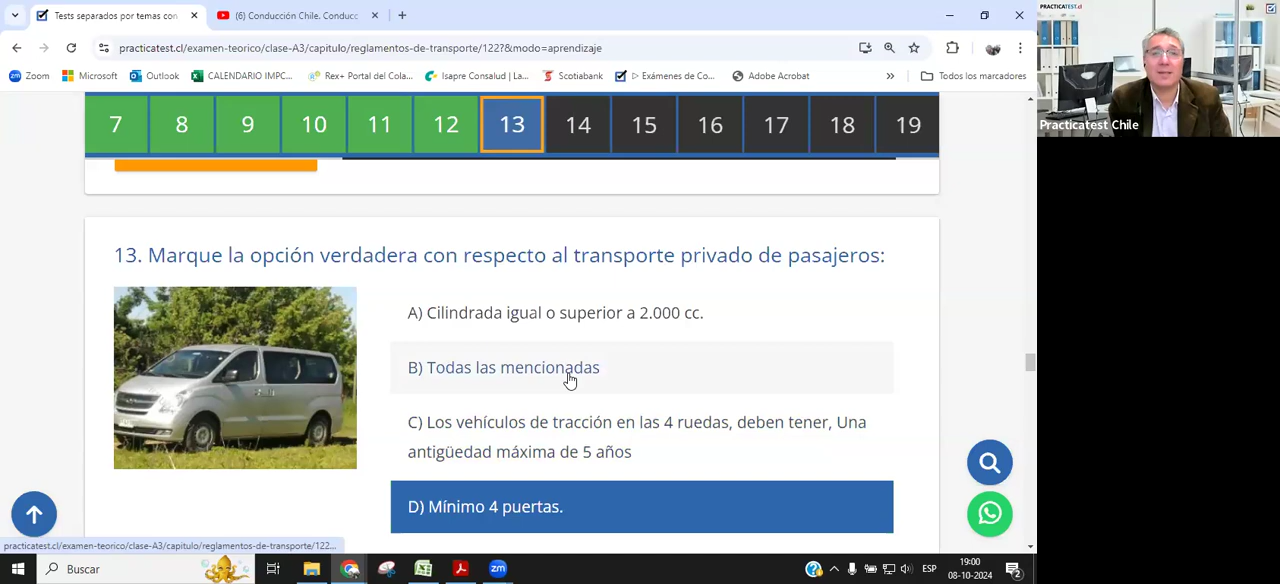 Tests separados por temas con
(6) Conducción Chile. Conducc
practicatest.cl/examen-teorico/clase-A3/capitulo/reglamentos-de-transporte/122?&modo=aprendizaje
Zoom
Microsoft
Outlook
CALENDARIO IMPC...
Rex+ Portal del Cola...
Isapre Consalud | La...
Scotiabank
Exámenes de Co...
Adobe Acrobat
Todos los marcadores
PRACTICATEST.cl
Practicatest Chile
7 8 9 10 11 12 13 14 15 16 17 18 19
13. Marque la opción verdadera con respecto al transporte privado de pasajeros:
A) Cilindrada igual o superior a 2.000 cc.
B) Todas las mencionadas
C) Los vehículos de tracción en las 4 ruedas, deben tener, Una
antigüedad máxima de 5 años
D) Mínimo 4 puertas.
practicatest.cl/examen-teorico/clase-A3/capitulo/reglamentos-de-transporte/122...
Buscar
ESP
19:00
08-10-2024
2